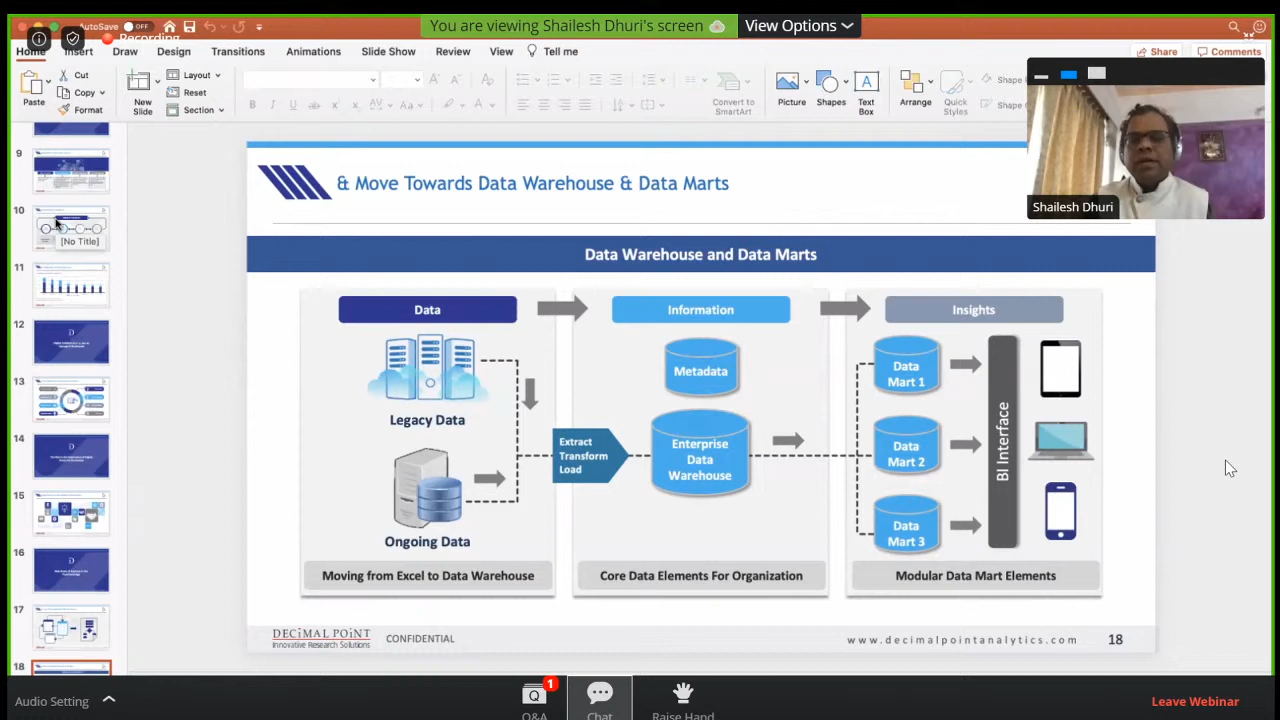 AutoSave OFF
You are viewing Shailesh Dhuri's screen
View Options
Recording
Home Insert Draw Design Transitions Animations Slide Show Review View Tell me
Share Comments
Paste
Cut
Copy
Format
New Slide
Layout
Reset
Section
Convert to SmartArt
Picture
Shapes
Text Box
Arrange
Quick Styles
Shape
Shape
Shailesh Dhuri
9
10
[No Title]
11
12
13
14
15
16
17
18
& Move Towards Data Warehouse & Data Marts
Data Warehouse and Data Marts
Data
Information
Insights
Legacy Data
Ongoing Data
Extract
Transform
Load
Metadata
Enterprise
Data
Warehouse
Data
Mart 1
Data
Mart 2
Data
Mart 3
BI Interface
Moving from Excel to Data Warehouse
Core Data Elements For Organization
Modular Data Mart Elements
DECiMAL POiNT
Innovative Research Solutions
CONFIDENTIAL
www.decimalpointanalytics.com
18
Audio Setting
1
Q&A
Chat
Raise Hand
Leave Webinar